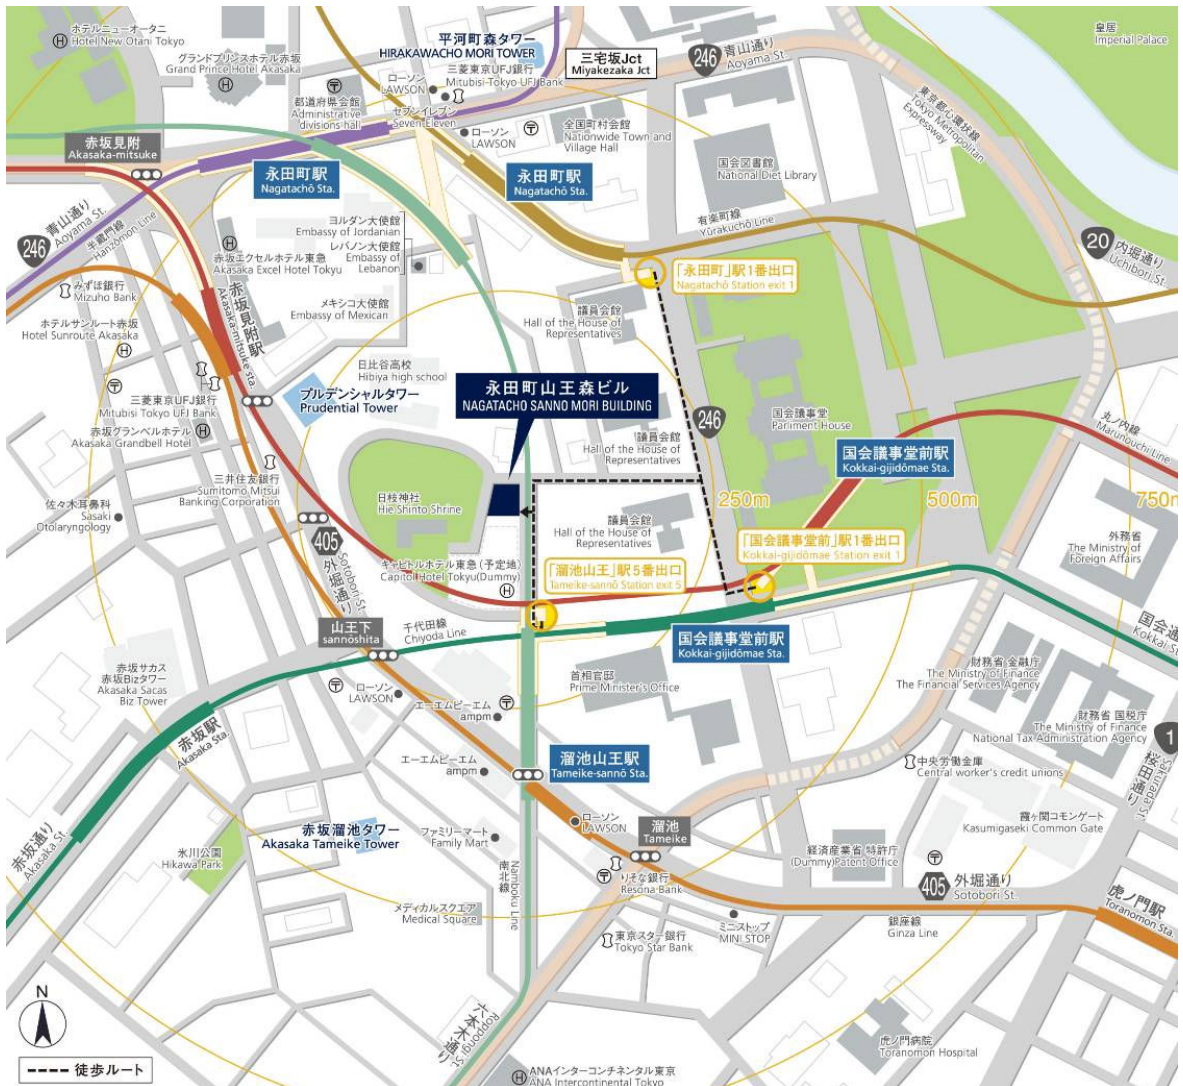 ホテルニューオータニ
Hotel New Otani Tokyo
グランドプリンスホテル赤坂
Grand Prince Hotel Akasaka
平河町森タワー
HIRAKAWACHO MORI TOWER
三菱東京UFJ銀行
Mitubisi Tokyo UFJ Bank
ローソン
LAWSON
都道府県会館
Administrative
divisions hall
セブンイレブン
Seven Eleven
ローソン
LAWSON
三宅坂Jct
Miyakezaka Jct
246
青山通り
Aoyama St.
皇居
Imperial Palace
東京都心環状線
Tokyo Metropolitan
Expressway
全国町村会館
Nationwide Town and
Village Hall
国会図書館
National Diet Library
赤坂見附
Akasaka-mitsuke
永田町駅
Nagatachō Sta.
永田町駅
Nagatachō Sta.
246
青山通り
Aoyama St.
半蔵門線
Hanzōmon Line
ヨルダン大使館
Embassy of Jordanian
レバノン大使館
Embassy of
Lebanon
赤坂エクセルホテル東急
Akasaka Excel Hotel Tokyu
メキシコ大使館
Embassy of Mexican
有楽町線
Yūrakuchō Line
20
内堀通り
Uchibori St.
「永田町」駅1番出口
Nagatachō Station exit 1
みずほ銀行
Mizuho Bank
ホテルサンルート赤坂
Hotel Sunroute Akasaka
赤坂見附駅
Akasaka-mitsuke Sta.
議員会館
Hall of the House of
Representatives
日比谷高校
Hibiya high school
プルデンシャルタワー
Prudential Tower
永田町山王森ビル
NAGATACHO SANNO MORI BUILDING
三菱東京UFJ銀行
Mitubisi Tokyo UFJ Bank
赤坂グランベルホテル
Akasaka Grandbell Hotel
246
国会議事堂
Parliment House
丸ノ内線
Marunouchi Line
議員会館
Hall of the House of
Representatives
国会議事堂前駅
Kokkai-gijidōmae Sta.
三井住友銀行
Sumitomo Mitsui
Banking Corporation
佐々木耳鼻科
Sasaki
Otolaryngology
日枝神社
Hie Shinto Shrine
250m
500m
750m
議員会館
Hall of the House of
Representatives
405
外堀通り
Sotobori St.
キャピトルホテル東急(予定地)
Capitol Hotel Tokyu(Dummy)
「溜池山王」駅5番出口
Tameike-sannō Station exit 5
「国会議事堂前」駅1番出口
Kokkai-gijidōmae Station exit 1
外務省
The Ministry of
Foreign Affairs
山王下
sannōshita
千代田線
Chiyoda Line
国会議事堂前駅
Kokkai-gijidōmae Sta.
国会通
Kokkai St
赤坂サカス
赤坂Bizタワー
Akasaka Sacas
Biz Tower
ローソン
LAWSON
エーエムピーエム
ampm
首相官邸
Prime Minister's Office
財務省 金融庁
The Ministry of Finance
The Financial Services Agency
財務省 国税庁
The Ministry of Finance
National Tax Administration Agency
1
桜田通り
Sakurada St.
赤坂駅
Akasaka Sta.
エーエムピーエム
ampm
溜池山王駅
Tameike-sannō Sta.
中央労働金庫
Central worker's credit unions
赤坂通り
Akasaka St.
氷川公園
Hikawa Park
赤坂溜池タワー
Akasaka Tameike Tower
ファミリーマート
Family Mart
ローソン
LAWSON
溜池
Tameike
霞ヶ関コモンゲート
Kasumigaseki Common Gate
経済産業省 特許庁
(Dummy)Patent Office
りそな銀行
Resona Bank
南北線
Namboku Line
405
外堀通り
Sotobori St.
虎ノ門駅
Toranomon Sta.
メディカルスクエア
Medical Square
東京スター銀行
Tokyo Star Bank
ミニストップ
MINI STOP
銀座線
Ginza Line
六本木通り
Roppongi St.
虎ノ門病院
Toranomon Hospital
N
徒歩ルート
ANAインターコンチネンタル東京
ANA Intercontinental Tokyo